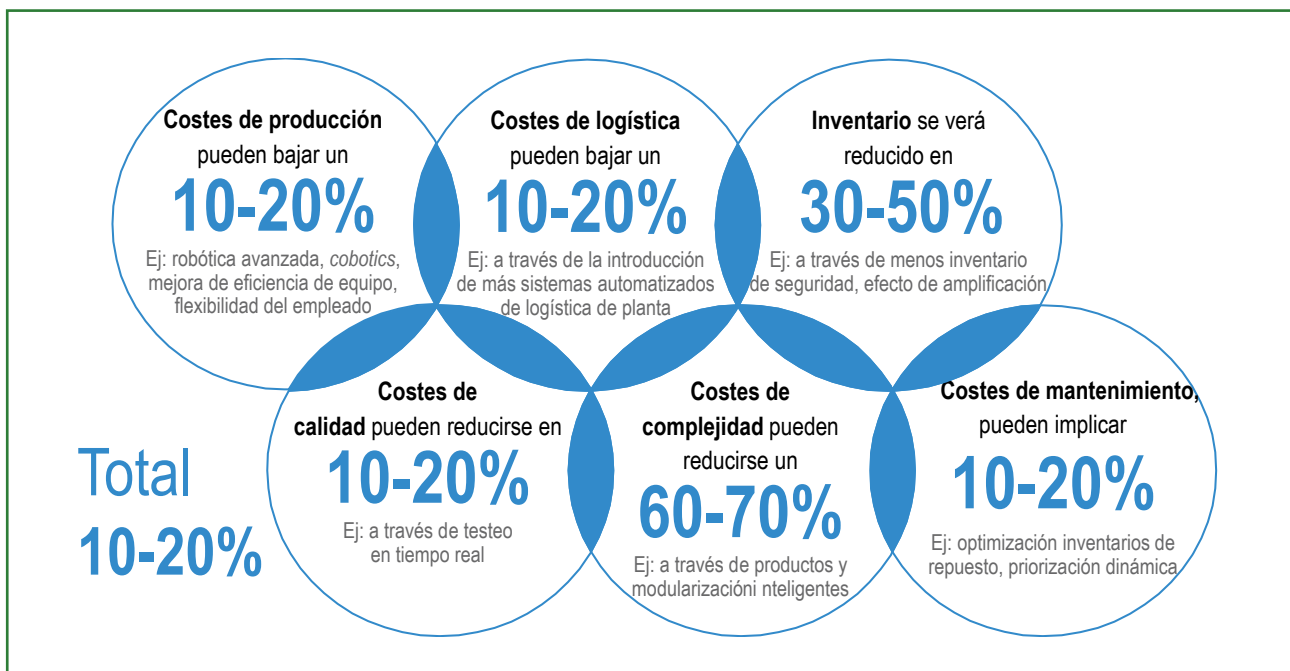 Costes de producción
pueden bajar un
10-20%
Ej: robótica avanzada, cobotics,
mejora de eficiencia de equipo,
flexibilidad del empleado
Costes de logística
pueden bajar un
10-20%
Ej: a través de la introducción
de más sistemas automatizados
de logística de planta
Inventario se verá
reducido en
30-50%
Ej: a través de menos inventario
de seguridad, efecto de amplificación
Total
10-20%
Costes de
calidad pueden reducirse en
10-20%
Ej: a través de testeo
en tiempo real
Costes de
complejidad pueden
reducirse un
60-70%
Ej: a través de productos y
modularizacióni nteligentes
Costes de mantenimiento,
pueden implicar
10-20%
Ej: optimización inventarios de
repuesto, priorización dinámica